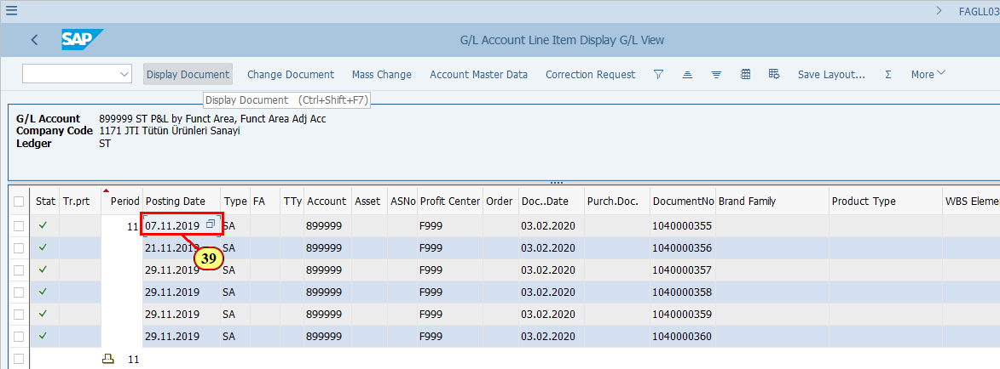 FAGLL03
SAP G/L Account Line Item Display G/L View
Display Document Change Document Mass Change Account Master Data Correction Request Save Layout... Σ More
Display Document (Ctrl+Shift+F7)
G/L Account 899999 ST P&L by Funct Area, Funct Area Adj Acc
Company Code 1171 JTI Tütün Ürünleri Sanayi
Ledger ST
Stat Tr.prt Period Posting Date Type FA TTy Account Asset ASNo Profit Center Order Doc..Date Purch.Doc. DocumentNo Brand Family Product Type WBS Eleme
11 07.11.2019 SA 899999 F999 03.02.2020 1040000355
21.11.2019 SA 899999 F999 03.02.2020 1040000356
39
29.11.2019 SA 899999 F999 03.02.2020 1040000357
29.11.2019 SA 899999 F999 03.02.2020 1040000358
29.11.2019 SA 899999 F999 03.02.2020 1040000359
29.11.2019 SA 899999 F999 03.02.2020 1040000360
11